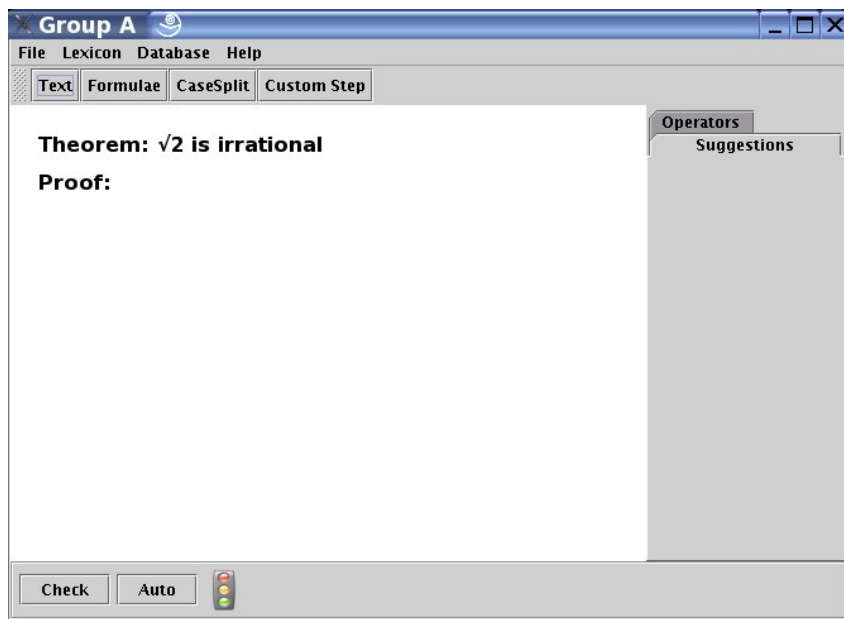 Group A
File Lexicon Database Help
Text Formulae CaseSplit Custom Step
Operators
Suggestions
Theorem: √2 is irrational
Proof:
Check Auto